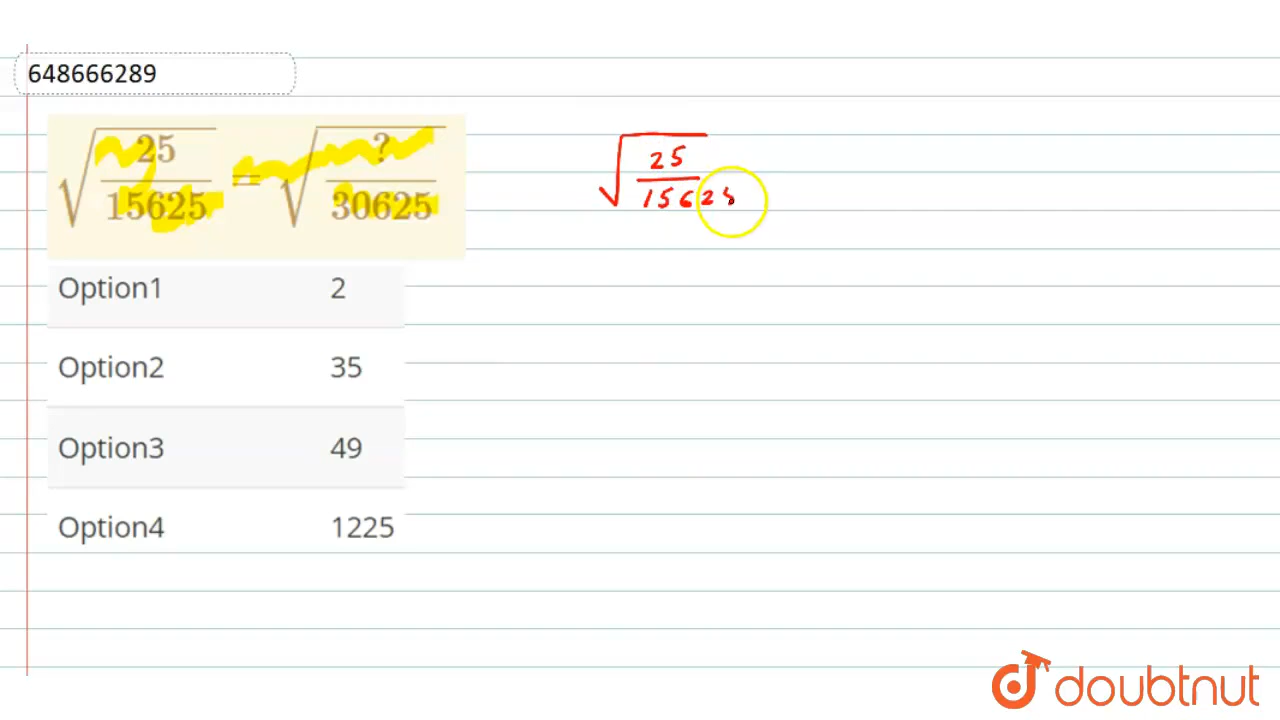 648666289
√(25/15625) = √(?/30625)
√(25/15625
Option1 2
Option2 35
Option3 49
Option4 1225
doubtnut